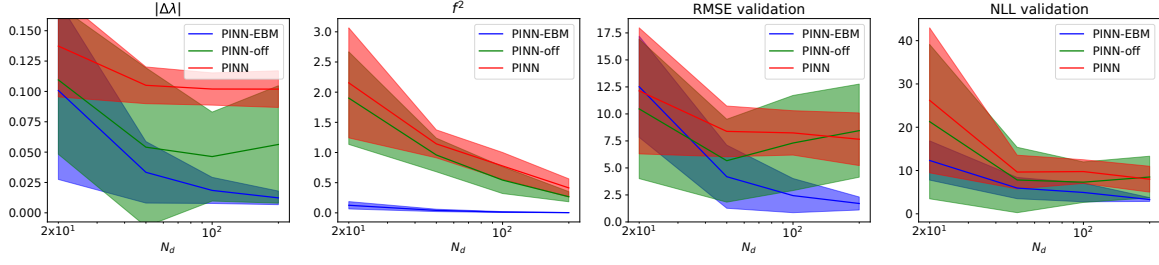 |Δλ|
0.150
0.125
0.100
0.075
0.050
0.025
0.000
PINN-EBM
PINN-off
PINN
2x10¹
10²
N_d
f²
3.0
2.5
2.0
1.5
1.0
0.5
0.0
PINN-EBM
PINN-off
PINN
2x10¹
10²
N_d
RMSE validation
17.5
15.0
12.5
10.0
7.5
5.0
2.5
0.0
PINN-EBM
PINN-off
PINN
2x10¹
10²
N_d
NLL validation
40
30
20
10
0
PINN-EBM
PINN-off
PINN
2x10¹
10²
N_d